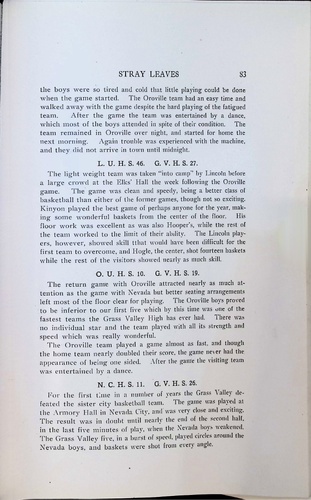 STRAY LEAVES 83
the boys were so tired and cold that little playing could be done
when the game started. The Oroville team had an easy time and
walked away with the game despite the hard playing of the fatigued
team. After the game the team was entertained by a dance,
which most of the boys attended in spite of their condition. The
team remained in Oroville over night, and started for home the
next morning. Again trouble was experienced with the machine,
and they did not arrive in town until midnight.
L. U. H. S. 46. G. V. H. S. 27.
The light weight team was taken "into camp" by Lincoln before
a large crowd at the Elks' Hall the week following the Oroville
game. The game was clean and speedy, being a better class of
basketball than either of the former games, though not so exciting.
Kinyon played the best game of perhaps anyone for the year, mak-
ing some wonderful baskets from the center of the floor. His
floor work was excellent as was also Hooper's, while the rest of
the team worked to the limit of their ability. The Lincoln play-
ers, however, showed skill that would have been difficult for the
first team to overcome, and Hogle, the center, shot fourteen baskets
while the rest of the visitors showed nearly as much skill.
O. U. H. S. 10. G. V. H. S. 19.
The return game with Oroville attracted nearly as much at-
tention as the game with Nevada but better seating arrangements
left most of the floor clear for playing. The Oroville boys proved
to be inferior to our first five which by this time was one of the
fastest teams the Grass Valley High has ever had. There was
no individual star and the team played with all its strength and
speed which was really wonderful.
The Oroville team played a game almost as fast, and though
the home team nearly doubled their score, the game never had the
appearance of being one sided. After the game the visiting team
was entertained by a dance.
N. C. H. S. 11. G. V. H. S. 26.
For the first time in a number of years the Grass Valley de-
feated the sister city basketball team. The game was played at
the Armory Hall in Nevada City, and was very close and exciting.
The result was in doubt until nearly the end of the second half,
in the last five minutes of play, when the Nevada boys weakened.
The Grass Valley five, in a burst of speed, played circles around the
Nevada boys, and baskets were shot from every angle.